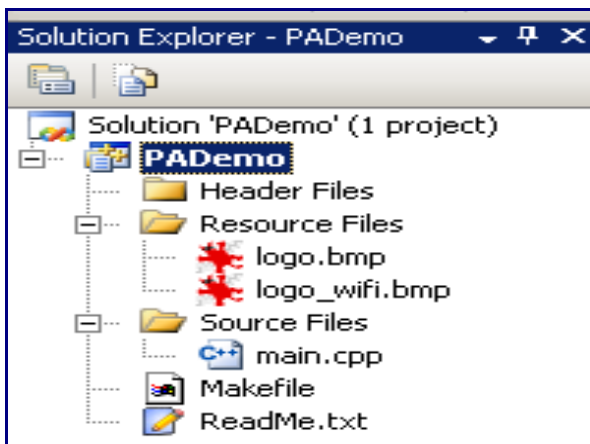 Solution Explorer - PADemo
Solution 'PADemo' (1 project)
PADemo
Header Files
Resource Files
logo.bmp
logo_wifi.bmp
Source Files
C++ main.cpp
Makefile
ReadMe.txt